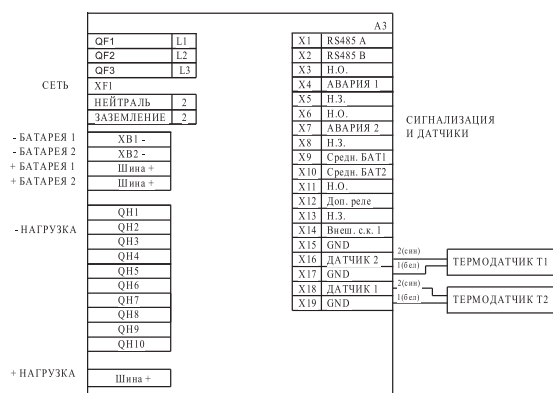 А3
QF1 L1
QF2 L2
QF3 L3
СЕТЬ
XF1
НЕЙТРАЛЬ 2
ЗАЗЕМЛЕНИЕ 2
- БАТАРЕЯ 1 XB1 -
- БАТАРЕЯ 2 XB2 -
+ БАТАРЕЯ 1 Шина +
+ БАТАРЕЯ 2 Шина +
- НАГРУЗКА
QH1
QH2
QH3
QH4
QH5
QH6
QH7
QH8
QH9
QH10
+ НАГРУЗКА Шина +
X1 RS485 A
X2 RS485 B
X3 Н.О.
X4 АВАРИЯ 1
X5 Н.З.
X6 Н.О.
X7 АВАРИЯ 2
X8 Н.З.
X9 Средн. БАТ1
X10 Средн. БАТ2
X11 Н.О.
X12 Доп. реле
X13 Н.З.
X14 Внеш. с.к. 1
X15 GND
X16 ДАТЧИК 2
X17 GND
X18 ДАТЧИК 1
X19 GND
СИГНАЛИЗАЦИЯ
И ДАТЧИКИ
2(син)
1(бел)
ТЕРМОДАТЧИК Т1
2(син)
1(бел)
ТЕРМОДАТЧИК Т2